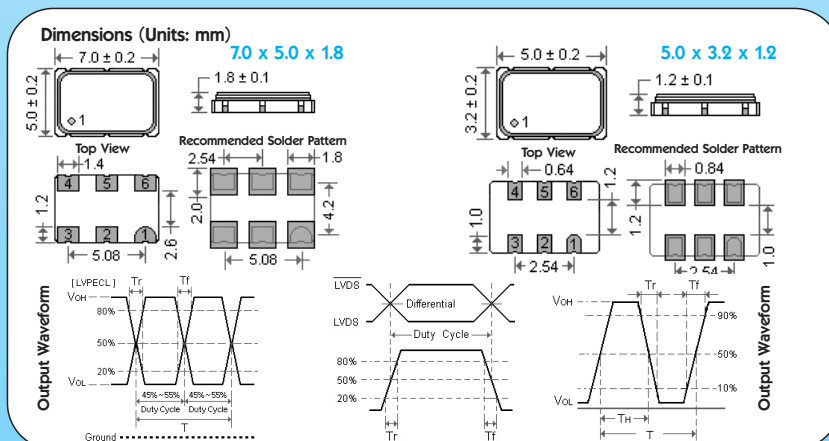 Dimensions (Units: mm)
7.0 x 5.0 x 1.8
7.0 ± 0.2
5.0 ± 0.2
1
1.8 ± 0.1
Top View
Recommended Solder Pattern
1.4
4 5 6
3 2 1
1.2
2.6
5.08
2.54
1.8
2.0
4.2
5.08
5.0 x 3.2 x 1.2
5.0 ± 0.2
3.2 ± 0.2
1
1.2 ± 0.1
Top View
Recommended Solder Pattern
0.64
4 5 6
3 2 1
1.0
1.2
2.54
0.84
1.2
1.0
2.54
Output Waveform
[LVPECL]
Tr
Tf
VOH
80%
50%
20%
VOL
45%~55%
45%~55%
Duty Cycle
Duty Cycle
T
Ground
LVDS
Differential
LVDS
Duty Cycle
80%
50%
20%
Tr
Tf
Tr
Tf
VOH
90%
50%
10%
VOL
TH
T
Output Waveform